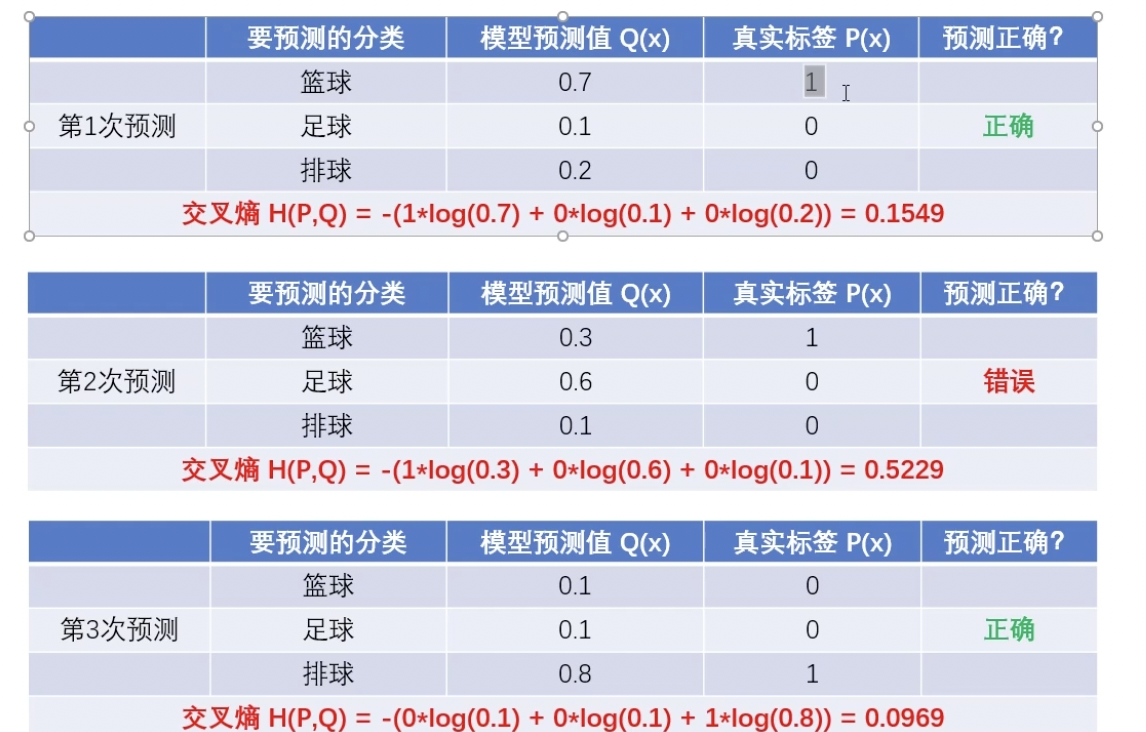 要预测的分类 模型预测值 Q(x) 真实标签 P(x) 预测正确?
篮球 0.7 1
第1次预测 足球 0.1 0 正确
排球 0.2 0
交叉熵 H(P,Q) = -(1*log(0.7) + 0*log(0.1) + 0*log(0.2)) = 0.1549
要预测的分类 模型预测值 Q(x) 真实标签 P(x) 预测正确?
篮球 0.3 1
第2次预测 足球 0.6 0 错误
排球 0.1 0
交叉熵 H(P,Q) = -(1*log(0.3) + 0*log(0.6) + 0*log(0.1)) = 0.5229
要预测的分类 模型预测值 Q(x) 真实标签 P(x) 预测正确?
篮球 0.1 0
第3次预测 足球 0.1 0 正确
排球 0.8 1
交叉熵 H(P,Q) = -(0*log(0.1) + 0*log(0.1) + 1*log(0.8)) = 0.0969